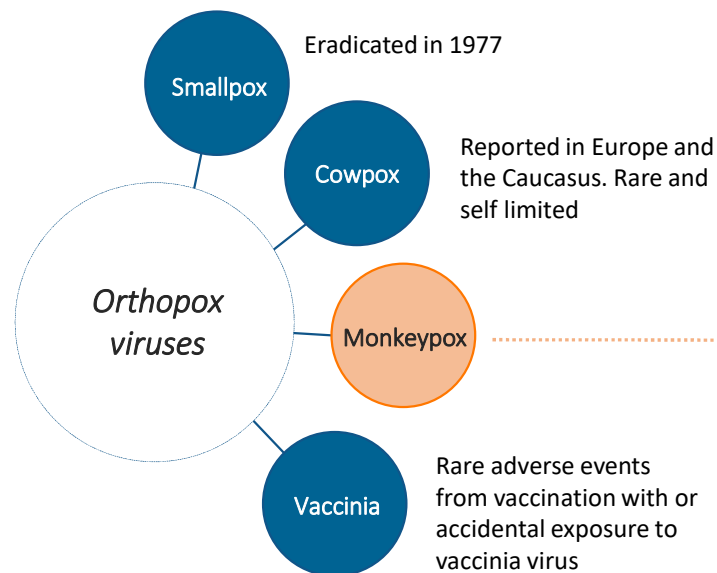 Eradicated in 1977
Smallpox
Cowpox
Reported in Europe and
the Caucasus. Rare and
self limited
Orthopox
viruses
Monkeypox
Vaccinia
Rare adverse events
from vaccination with or
accidental exposure to
vaccinia virus